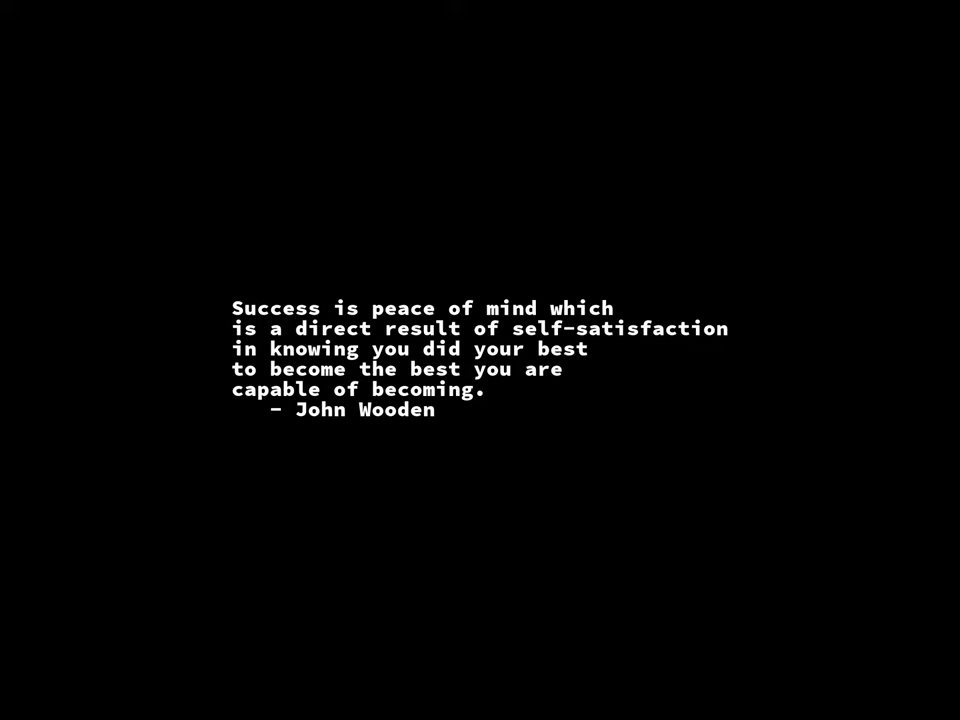 Success is peace of mind which
is a direct result of self-satisfaction
in knowing you did your best
to become the best you are
capable of becoming.
- John Wooden